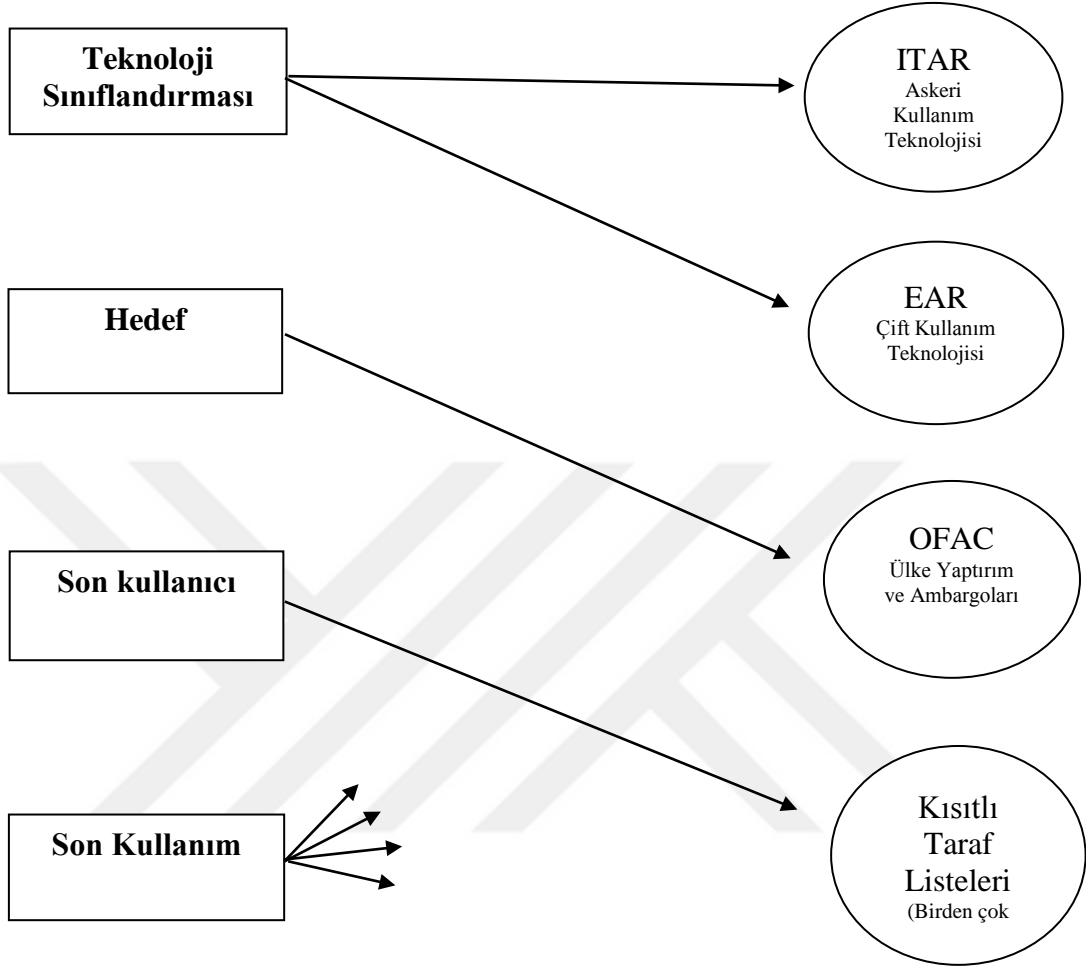 Teknoloji
Sınıflandırması
ITAR
Askeri
Kullanım
Teknolojisi
Hedef
EAR
Çift Kullanım
Teknolojisi
Son kullanıcı
OFAC
Ülke Yaptırım
ve Ambargoları
Son Kullanım
Kısıtlı
Taraf
Listeleri
(Birden çok